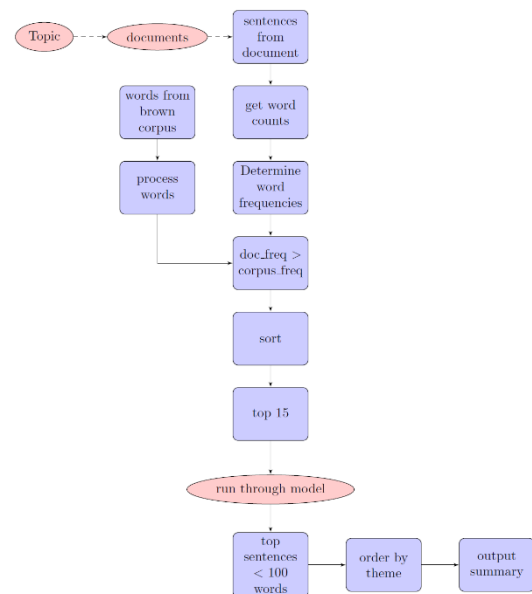 Topic
documents
sentences
from
document
words from
brown
corpus
get word
counts
process
words
Determine
word
frequencies
doc_freq >
corpus_freq
sort
top 15
run through model
top
sentences
< 100
words
order by
theme
output
summary